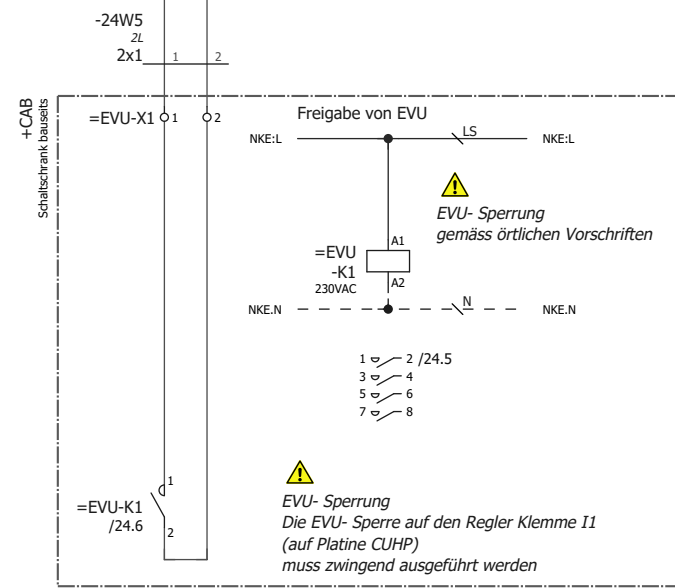 -24W5
2L
2x1
1
2
+CAB
Schaltschrank bauseits
=EVU-X1
1
2
Freigabe von EVU
NKE:L
LS
NKE:L
EVU- Sperrung
gemäss örtlichen Vorschriften
=EVU
-K1
230VAC
A1
A2
NKE.N
N
NKE.N
1 2 /24.5
3 4
5 6
7 8
=EVU-K1
/24.6
1
2
EVU- Sperrung
Die EVU- Sperre auf den Regler Klemme I1
(auf Platine CUHP)
muss zwingend ausgeführt werden